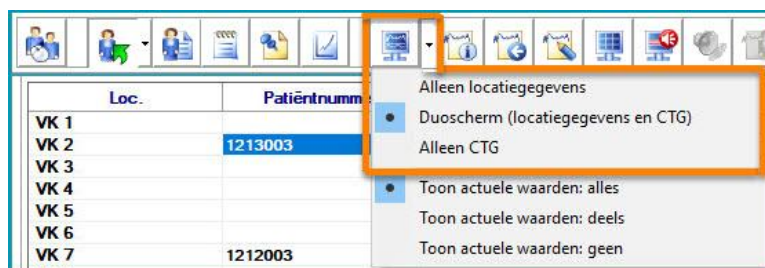 Loc.
Patiëntnumme
Alleen locatiegegevens
Duoscherm (locatiegegevens en CTG)
Alleen CTG
Toon actuele waarden: alles
Toon actuele waarden: deels
Toon actuele waarden: geen
VK 1
VK 2 1213003
VK 3
VK 4
VK 5
VK 6
VK 7 1212003